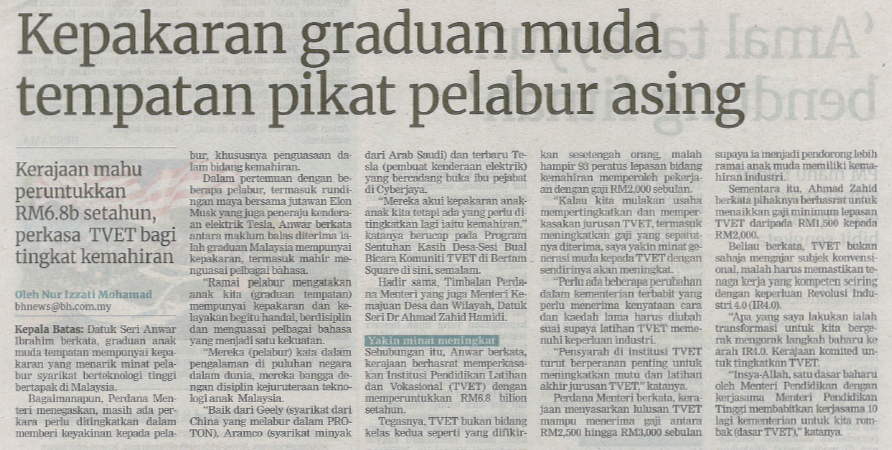 Kepakaran graduan muda
tempatan pikat pelabur asing
Kerajaan mahu
peruntukkan
RM6.8b setahun,
perkasa TVET bagi
tingkat kemahiran
Oleh Nur Izzati Mohamad
bhnews@bh.com.my
Kepala Batas: Datuk Seri Anwar
Ibrahim berkata, graduan anak
muda tempatan mempunyai kepa-
karan yang menarik minat pela-
bur syarikat berteknologi tinggi
bertapak di Malaysia.
Bagaimanapun, Perdana Men-
teri menegaskan, masih ada per-
kara perlu ditingkatkan dalam
memberi keyakinan kepada pela-
bur, khususnya penguasaan da-
lam bidang kemahiran.
Dalam pertemuan dengan be-
berapa pelabur, termasuk rundi-
ngan maya bersama jutawan Elon
Musk yang juga peneraju kendera-
an elektrik Tesla, Anwar berkata
antara maklum balas diterima ia-
lah graduan Malaysia mempunyai
kepakaran, termasuk mahir me-
nguasai pelbagai bahasa.
"Ramai pelabur mengatakan
anak kita (graduan tempatan)
mempunyai kepakaran dan ke-
layakan begitu handal, berdisiplin
dan menguasai pelbagai bahasa
yang menjadi satu kekuatan.
"Mereka (pelabur) kata dalam
pengalaman di puluhan negara
dalam dunia, mereka bangga de-
ngan disiplin kejuruteraan tekno-
logi anak Malaysia.
"Baik dari Geely (syarikat dari
China yang melabur dalam PRO-
TON), Aramco (syarikat minyak
dari Arab Saudi) dan terbaru Te-
sla (pembuat kenderaan elektrik)
yang bercadang buka ibu pejabat
di Cyberjaya.
"Mereka akui kepakaran anak-
anak kita tetapi ada yang perlu di-
tingkatkan lagi iaitu kemahiran,"
katanya berucap pada Program
Sentuhan Kasih Desa-Sesi Bual
Bicara Komuniti TVET di Bertam
Square di sini, semalam.
Hadir sama, Timbalan Perda-
na Menteri yang juga Menteri Ke-
majuan Desa dan Wilayah, Datuk
Seri Dr Ahmad Zahid Hamidi.
Yakin minat meningkat
Sehubungan itu, Anwar berkata,
kerajaan berhasrat memperkasa-
kan Institusi Pendidikan Latihan
dan Vokasional (TVET) dengan
memperuntukkan RM6.8 bilion
setahun.
Tegasnya, TVET bukan bidang
kelas kedua seperti yang difikir-
kan sesetengah orang, malah
hampir 93 peratus lepasan bidang
kemahiran memperoleh pekerja-
an dengan gaji RM2,000 sebulan.
"Kalau kita mulakan usaha
mempertingkatkan dan memper-
kasakan jurusan TVET, termasuk
meningkatkan gaji yang sepatut-
nya diterima, saya yakin minat ge-
nerasi muda kepada TVET dengan
sendirinya akan meningkat.
"Perlu ada beberapa perubahan
dalam kementerian terbabit yang
perlu menerima kenyataan cara
dan kaedah lama harus diubah
suai supaya latihan TVET meme-
nuhi keperluan industri.
"Pensyarah di institusi TVET
turut berperanan penting untuk
meningkatkan mutu dan latihan
akhir jurusan TVET," katanya.
Perdana Menteri berkata, kera-
jaan menyasarkan lulusan TVET
mampu menerima gaji antara
RM2,500 hingga RM3,000 sebulan
supaya ia menjadi pendorong lebih
ramai anak muda memiliki kema-
hiran industri.
Sementara itu, Ahmad Zahid
berkata pihaknya berhasrat untuk
menaikkan gaji minimum lepasan
TVET daripada RM1,500 kepada
RM2,000.
Beliau berkata, TVET bukan
sahaja mengajar subjek konvensi-
onal, malah harus memastikan te-
naga kerja yang kompeten seiring
dengan keperluan Revolusi Indu-
stri 4.0 (IR4.0).
"Apa yang saya lakukan ialah
transformasi untuk kita berge-
rak mengorak langkah baharu ke
arah IR4.0. Kerajaan komited un-
tuk tingkatkan TVET.
"Insya-Allah, satu dasar baharu
oleh Menteri Pendidikan dengan
kerjasama Menteri Pendidikan
Tinggi membabitkan kerjasama 10
lagi kementerian untuk kita rom-
bak (dasar TVET)," katanya.